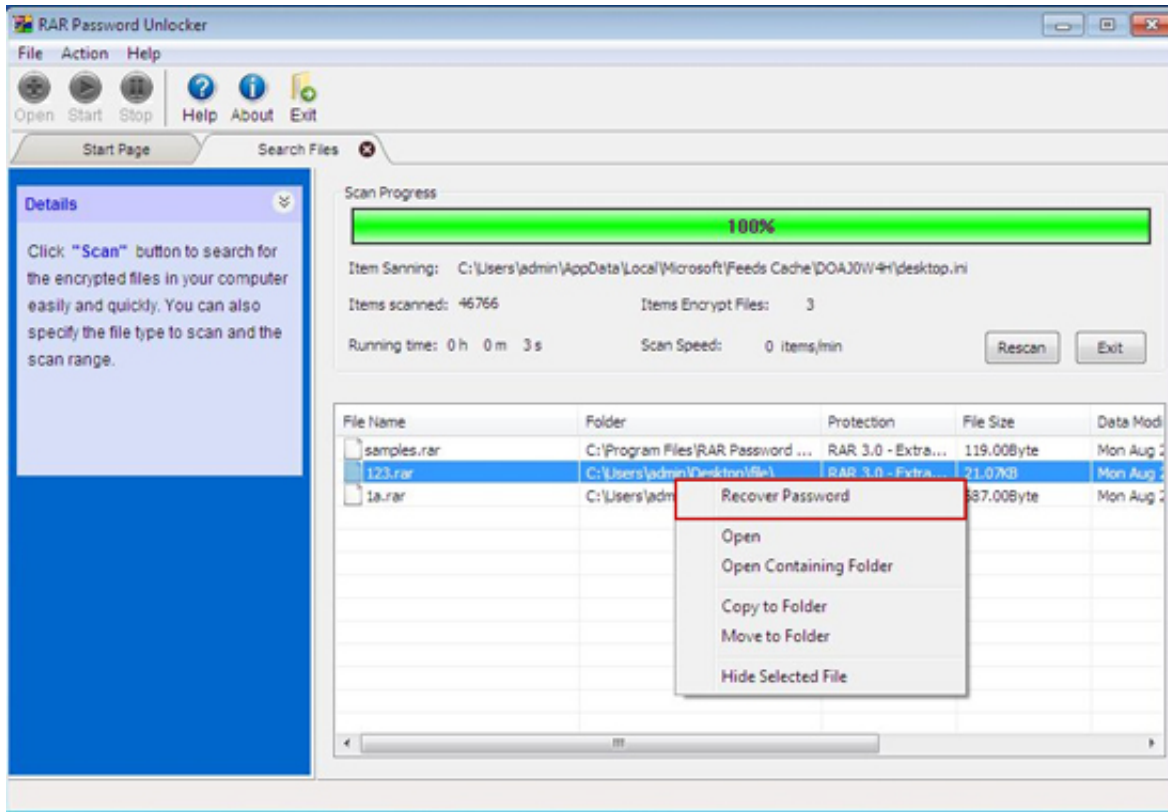 RAR Password Unlocker
File Action Help
Open Start Stop Help About Exit
Start Page Search Files
Details
Click "Scan" button to search for
the encrypted files in your computer
easily and quickly. You can also
specify the file type to scan and the
scan range.
Scan Progress
100%
Item Sanning: C:\Users\admin\AppData\Local\Microsoft\Feeds Cache\DOAJ0W4H\desktop.ini
Items scanned: 46766 Items Encrypt Files: 3
Running time: 0 h 0 m 3 s Scan Speed: 0 items/min Rescan Exit
File Name Folder Protection File Size Data Modi
samples.rar C:\Program Files\RAR Password ... RAR 3.0 - Extra... 119.00Byte Mon Aug 2
123.rar C:\Users\admin\Desktop\file\ RAR 3.0 - Extra... 21.07KB Mon Aug 2
1a.rar C:\Users\adm 587.00Byte Mon Aug 2
Recover Password
Open
Open Containing Folder
Copy to Folder
Move to Folder
Hide Selected File